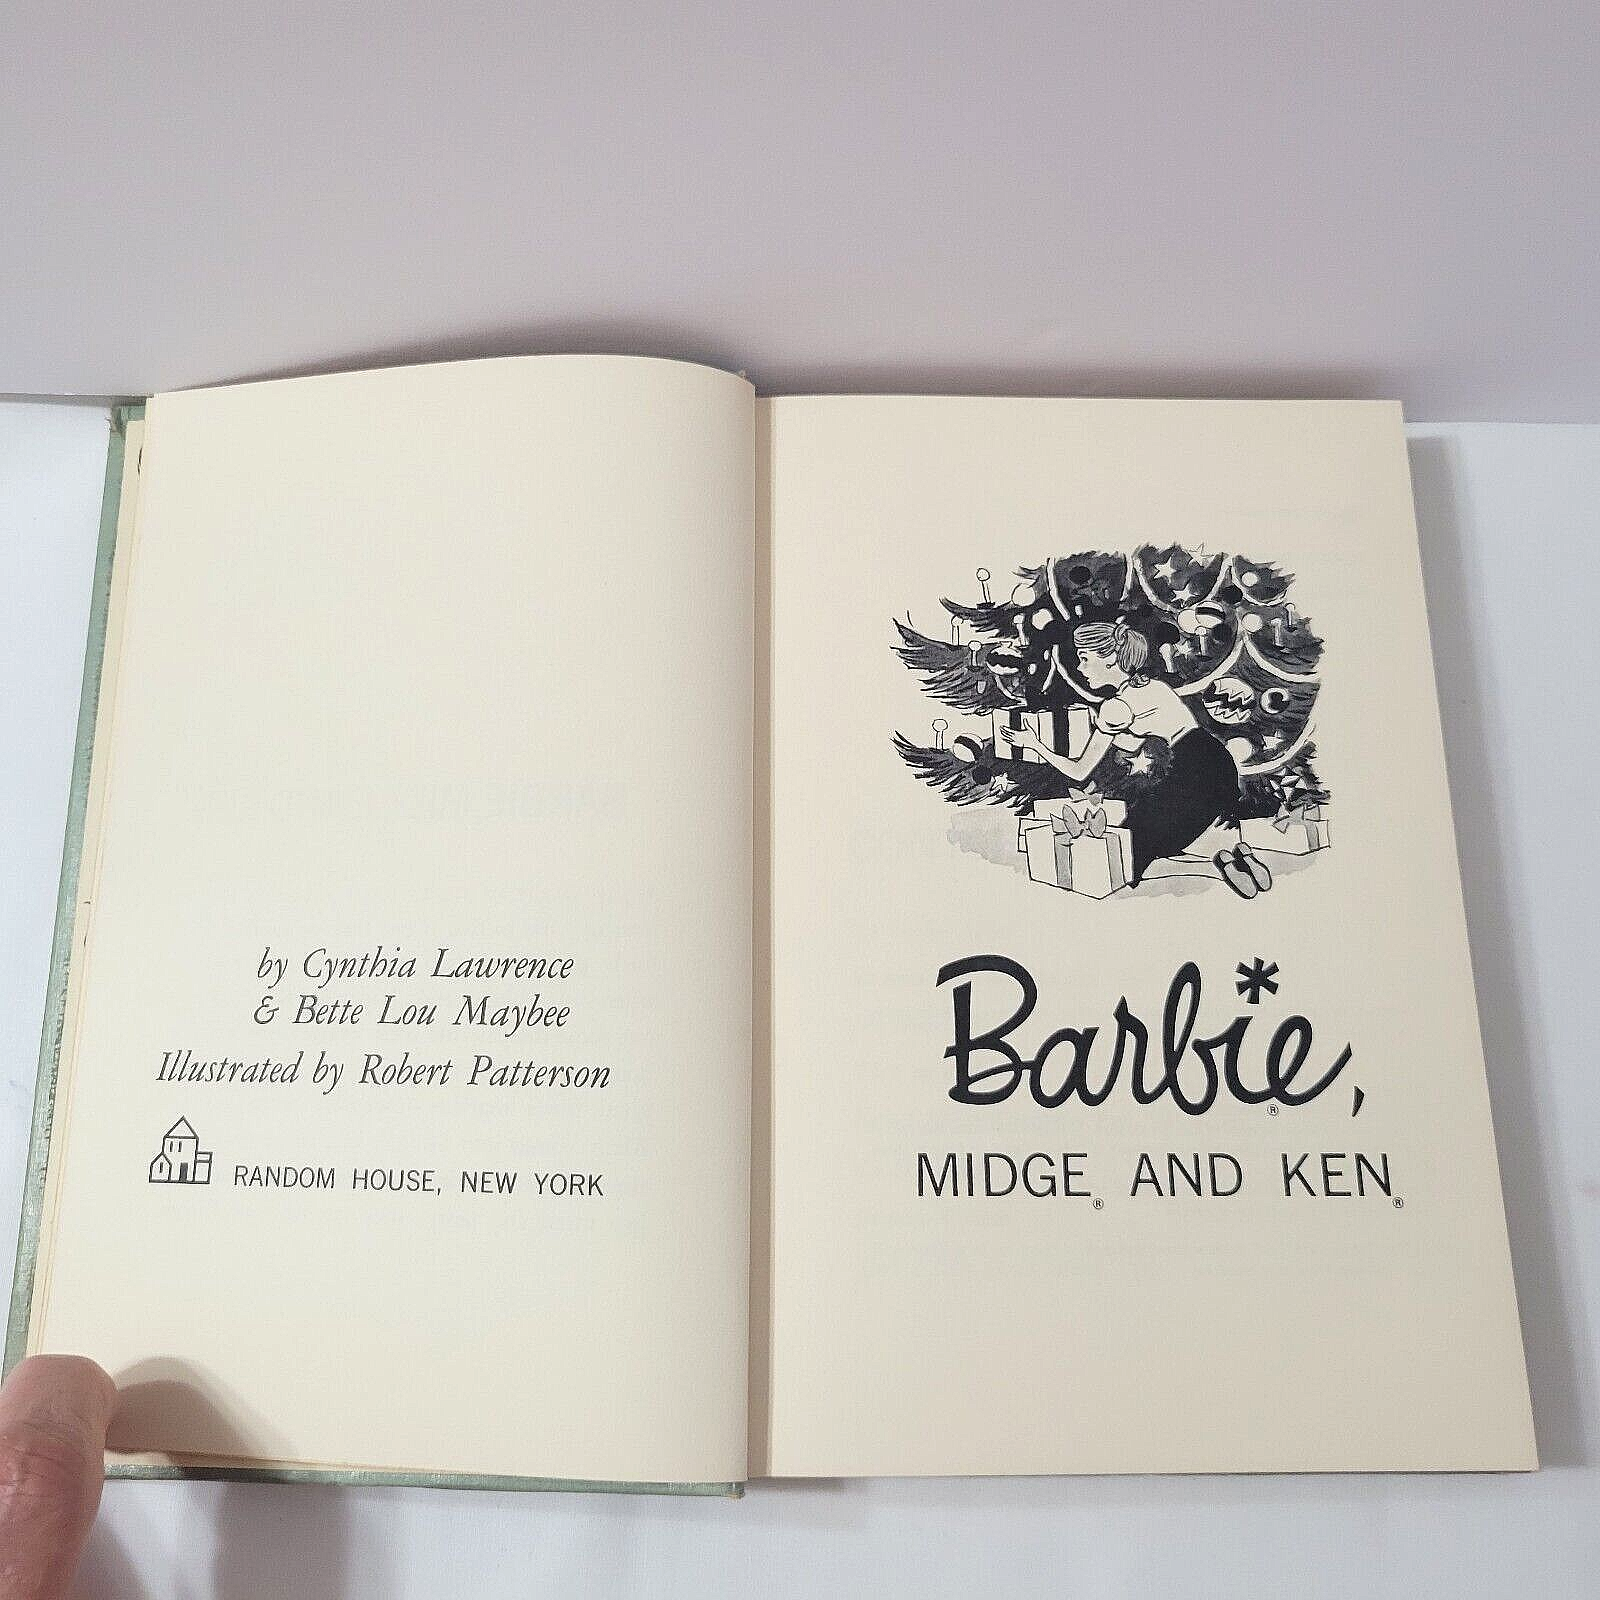 by Cynthia Lawrence
& Bette Lou Maybee
Illustrated by Robert Patterson
RANDOM HOUSE, NEW YORK
Barbie,®
MIDGE® AND KEN®